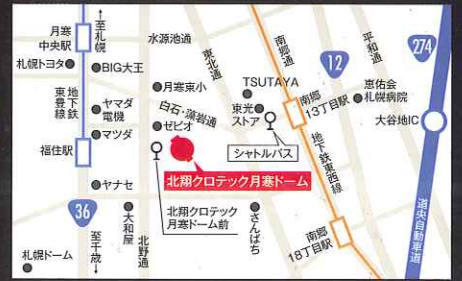 月寒
中央駅
←至札幌
水源池通
東北通
南郷通
12
平和通
274
札幌トヨタ
BIG大王
月寒東小
TSUTAYA
恵佑会
札幌病院
地下鉄
東豊線
ヤマダ
電機
白石・藻岩通
東光
ストア
南郷
13丁目駅
大谷地IC
マツダ
ゼビオ
福住駅
シャトルバス
地下鉄東西線
ヤナセ
北翔クロテック月寒ドーム
36
大和屋
北野通
北翔クロテック
月寒ドーム前
さんぱち
道央自動車道
至千歳→
南郷
18丁目駅
札幌ドーム